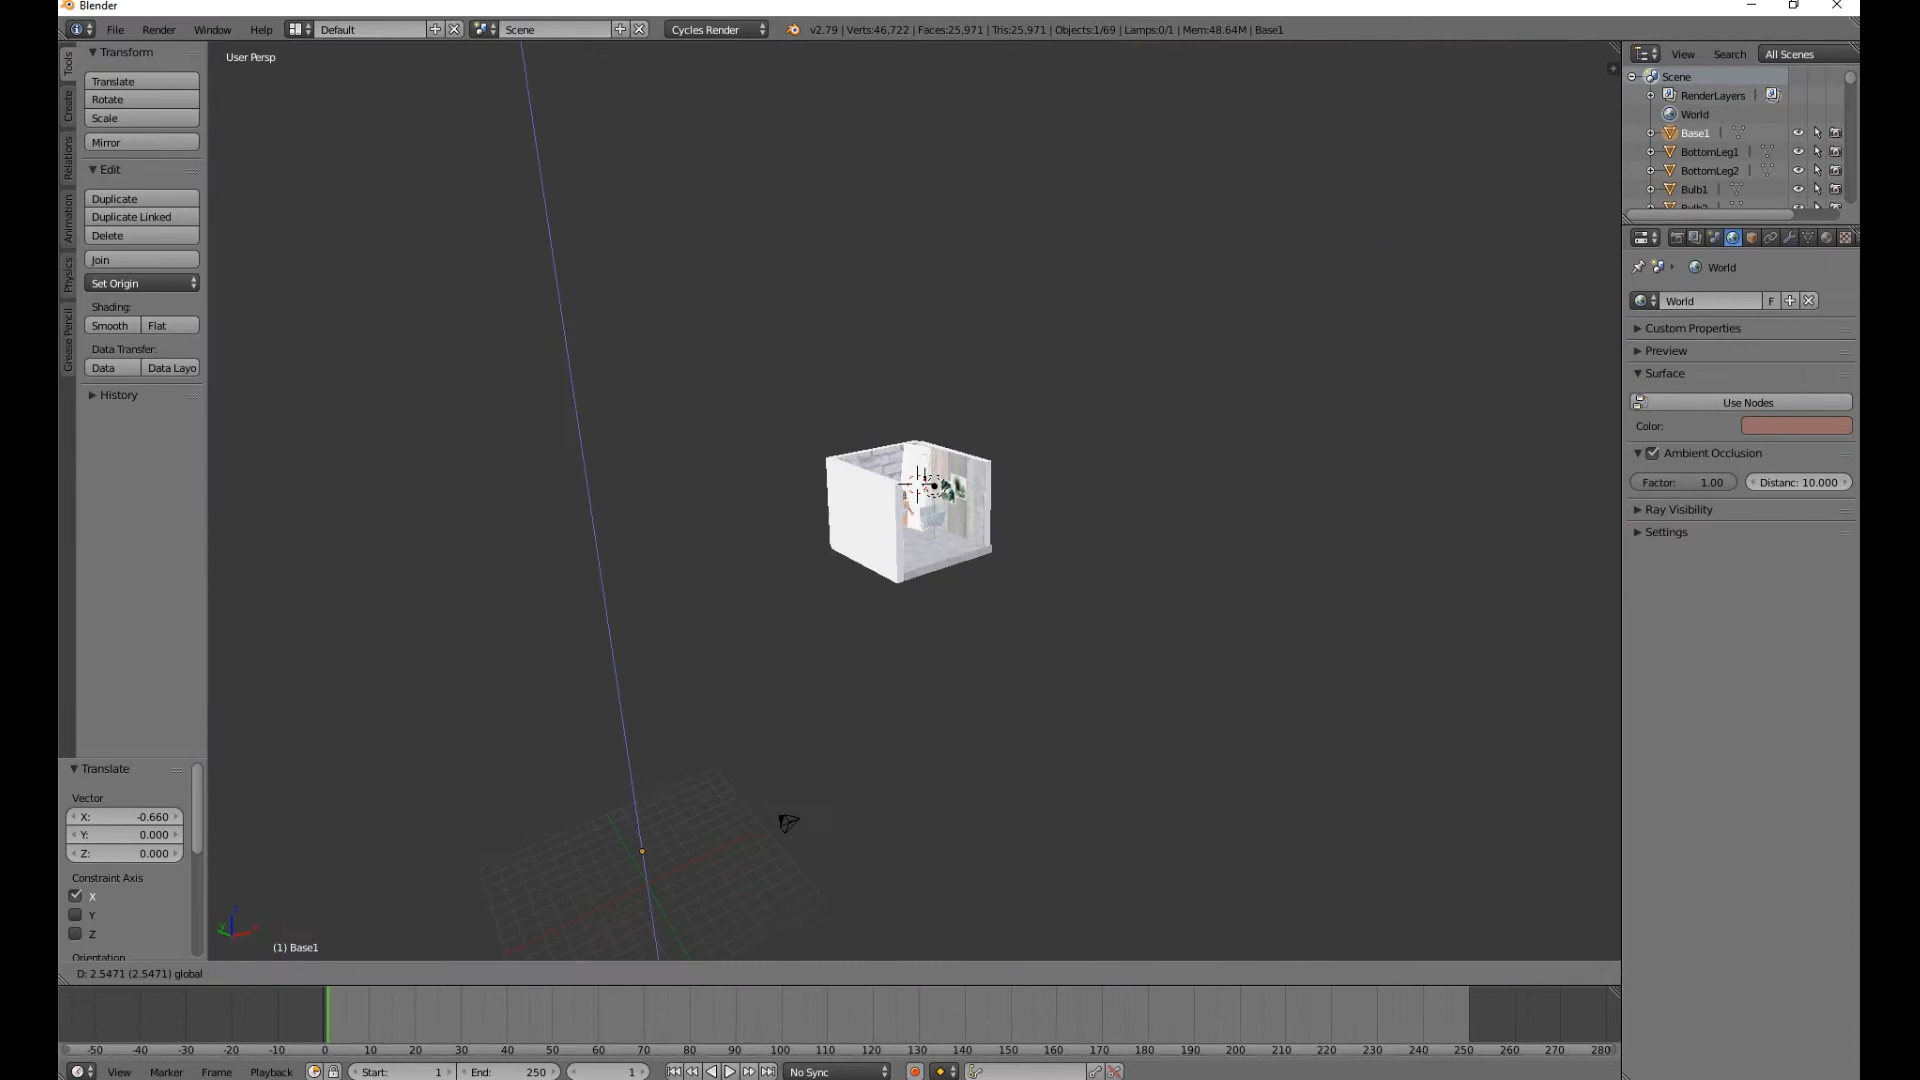 Blender
File Render Window Help Default Scene Cycles Render v2.79 | Verts:46,722 | Faces:25,971 | Tris:25,971 | Objects:1/69 | Lamps:0/1 | Mem:48.64M | Base1
Tools
Create
Relations
Animation
Physics
Grease Pencil
Transform
Translate
Rotate
Scale
Mirror
Edit
Duplicate
Duplicate Linked
Delete
Join
Set Origin
Shading:
Smooth Flat
Data Transfer:
Data Data Layo
History
Translate
Vector
X: -0.660
Y: 0.000
Z: 0.000
Constraint Axis
X
Y
Z
Orientation
User Persp
(1) Base1
D: 2.5471 (2.5471) global
View Search All Scenes
Scene
RenderLayers
World
Base1
BottomLeg1
BottomLeg2
Bulb1
Bulb2
World
World F
Custom Properties
Preview
Surface
Use Nodes
Color:
Ambient Occlusion
Factor: 1.00 Distanc: 10.000
Ray Visibility
Settings
-50 -40 -30 -20 -10 0 10 20 30 40 50 60 70 80 90 100 110 120 130 140 150 160 170 180 190 200 210 220 230 240 250 260 270 280
View Marker Frame Playback Start: 1 End: 250 1 No Sync